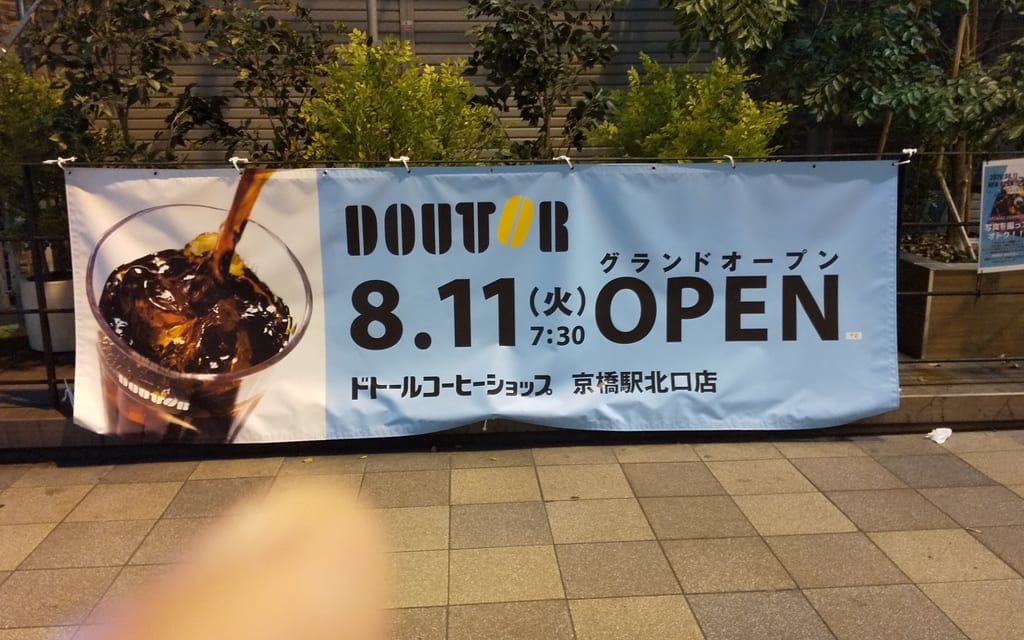 DOUTOR
グランドオープン
8.11(火)7:30 OPEN
ドトールコーヒーショップ 京橋駅北口店
DOUTOR